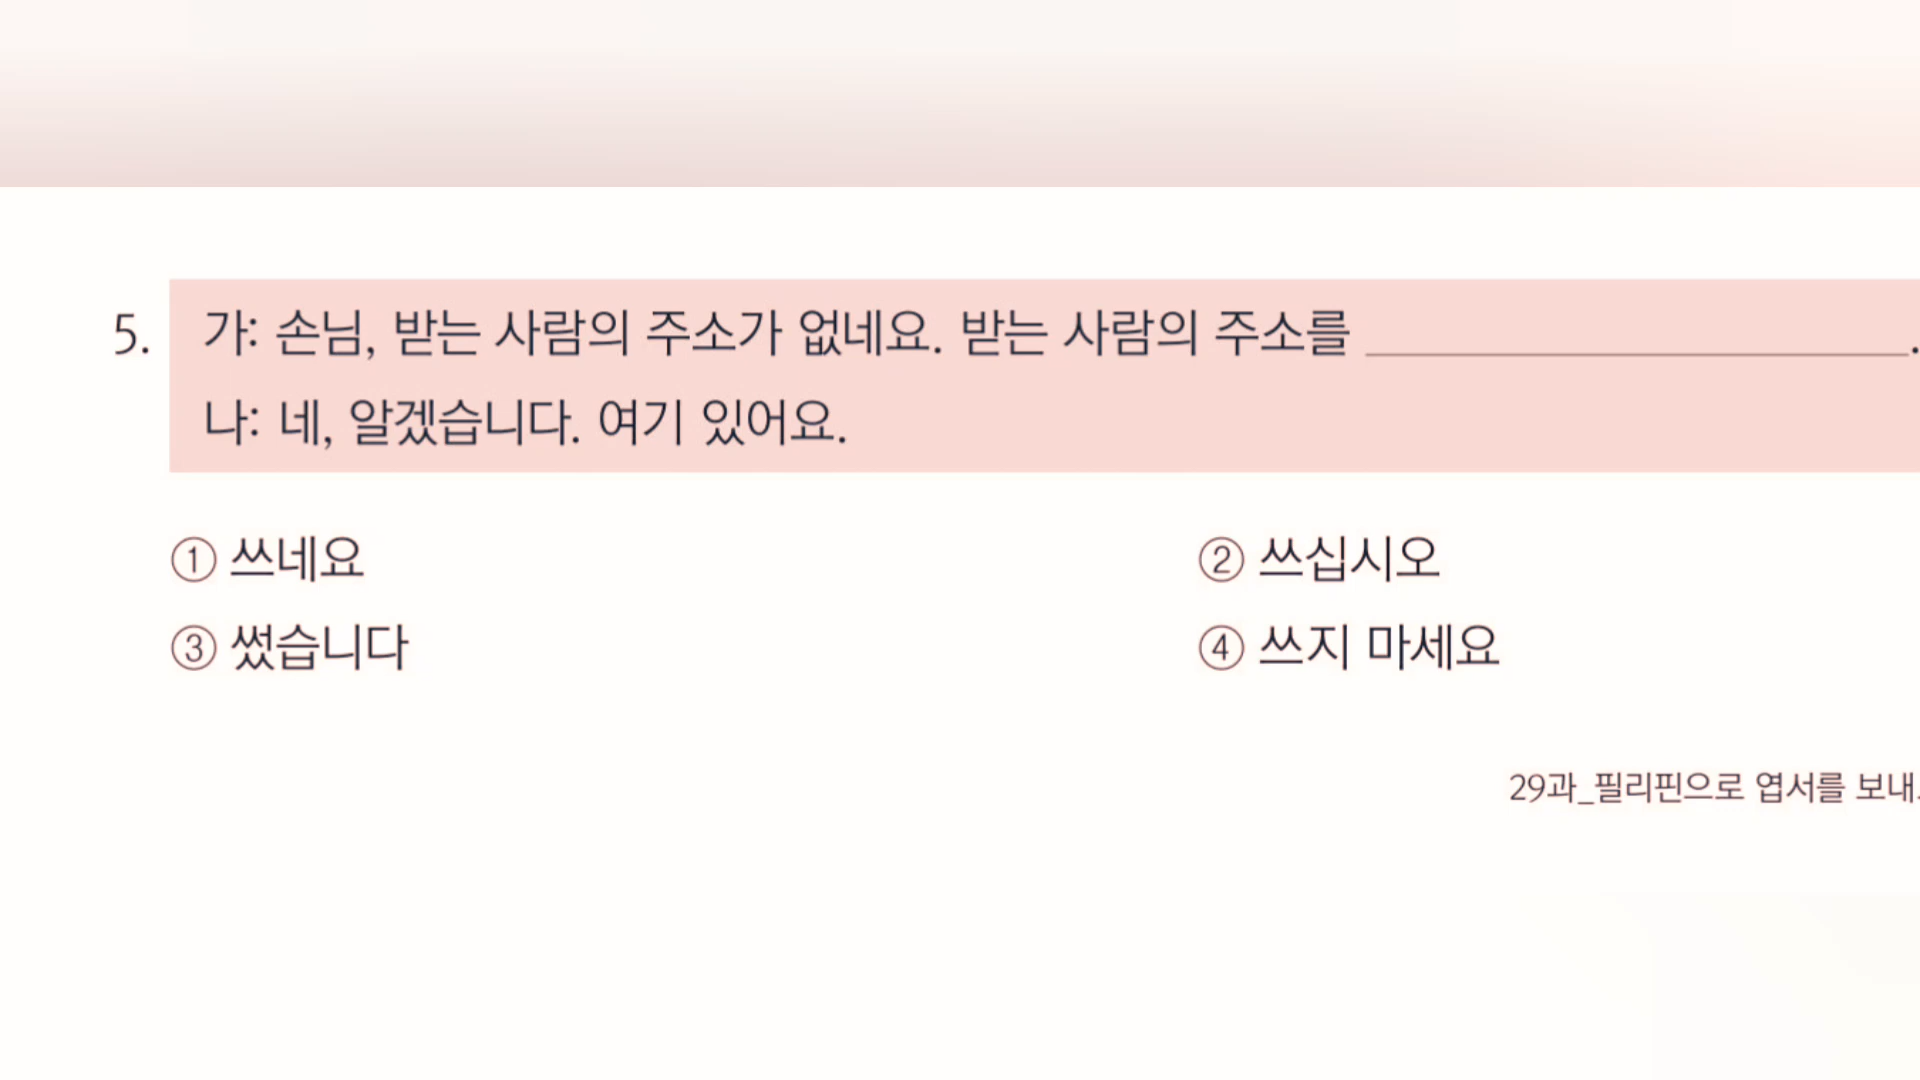 5. 가: 손님, 받는 사람의 주소가 없네요. 받는 사람의 주소를 ____________.
나: 네, 알겠습니다. 여기 있어요.
① 쓰네요 ② 쓰십시오
③ 썼습니다 ④ 쓰지 마세요
29과_필리핀으로 엽서를 보내